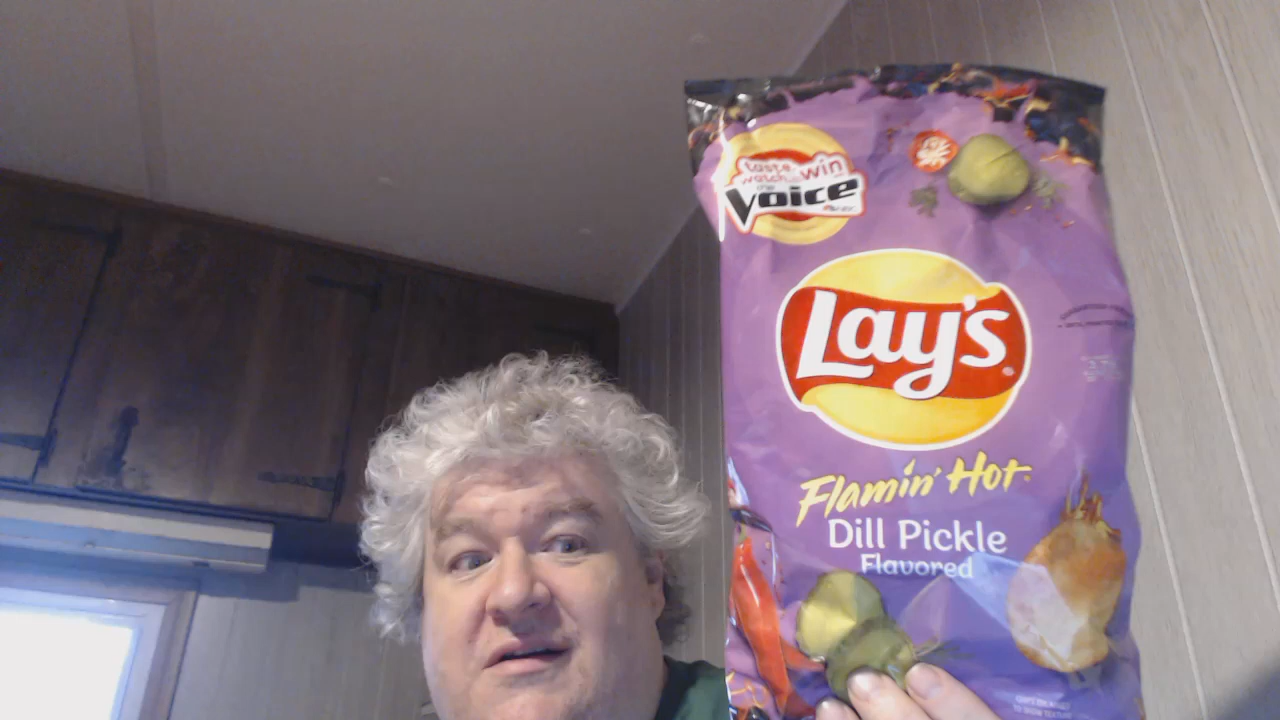 taste. win
watch.
the
Voice
Lay's
Flamin' Hot
Dill Pickle
Flavored